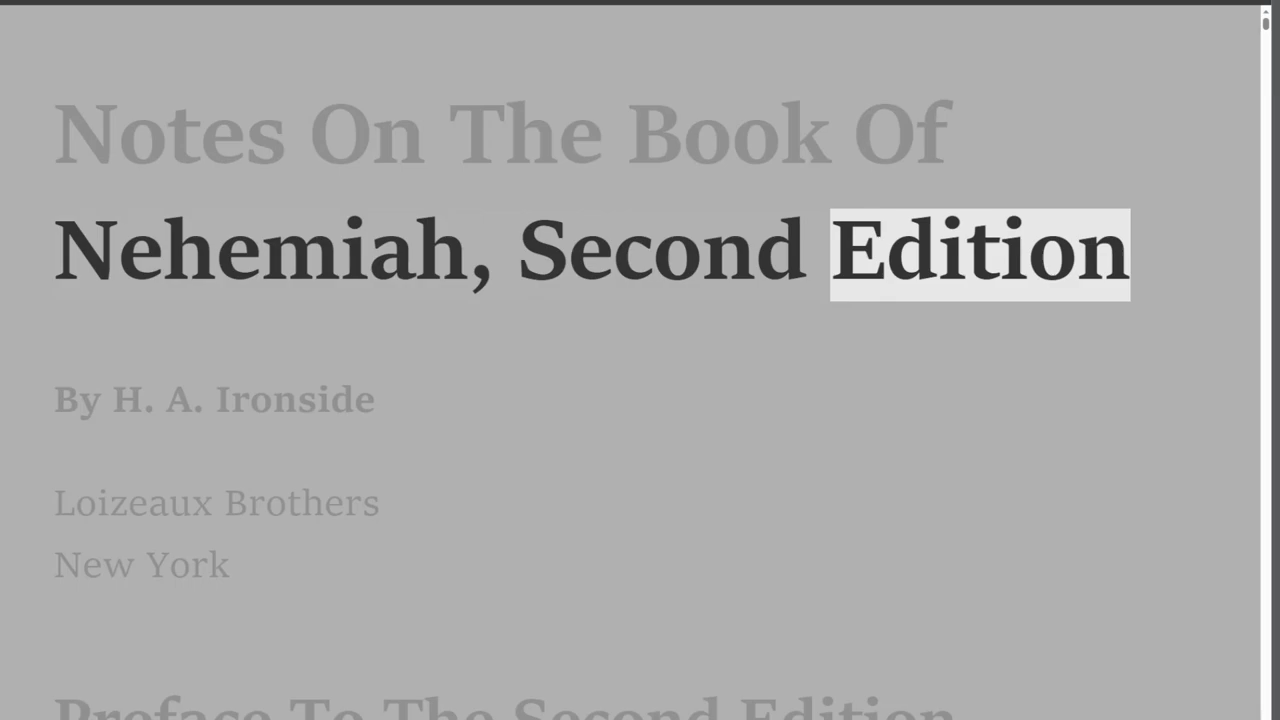 Notes On The Book Of
Nehemiah, Second Edition
By H. A. Ironside
Loizeaux Brothers
New York
Preface To The Second Edition